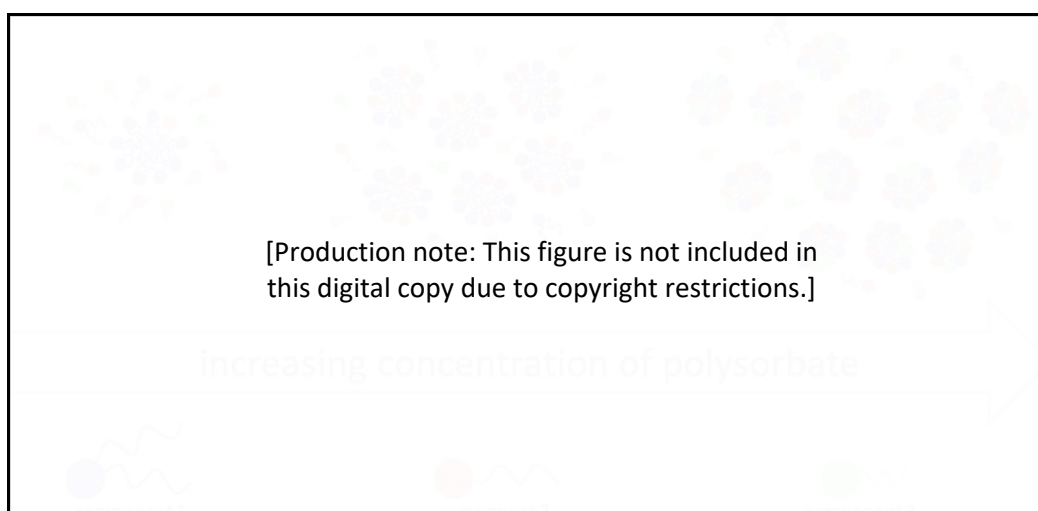 [Production note: This figure is not included in
this digital copy due to copyright restrictions.]
increasing concentration of polysorbate